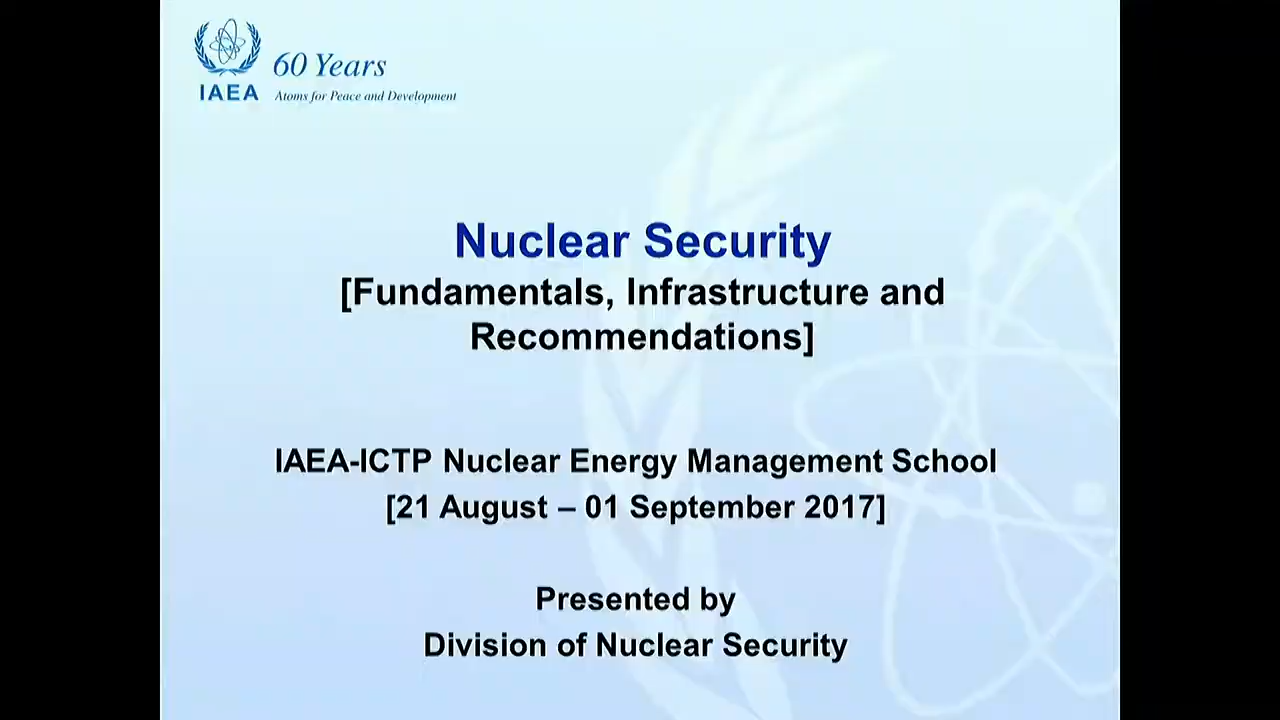 60 Years
IAEA
Atoms for Peace and Development
Nuclear Security
[Fundamentals, Infrastructure and
Recommendations]
IAEA-ICTP Nuclear Energy Management School
[21 August – 01 September 2017]
Presented by
Division of Nuclear Security